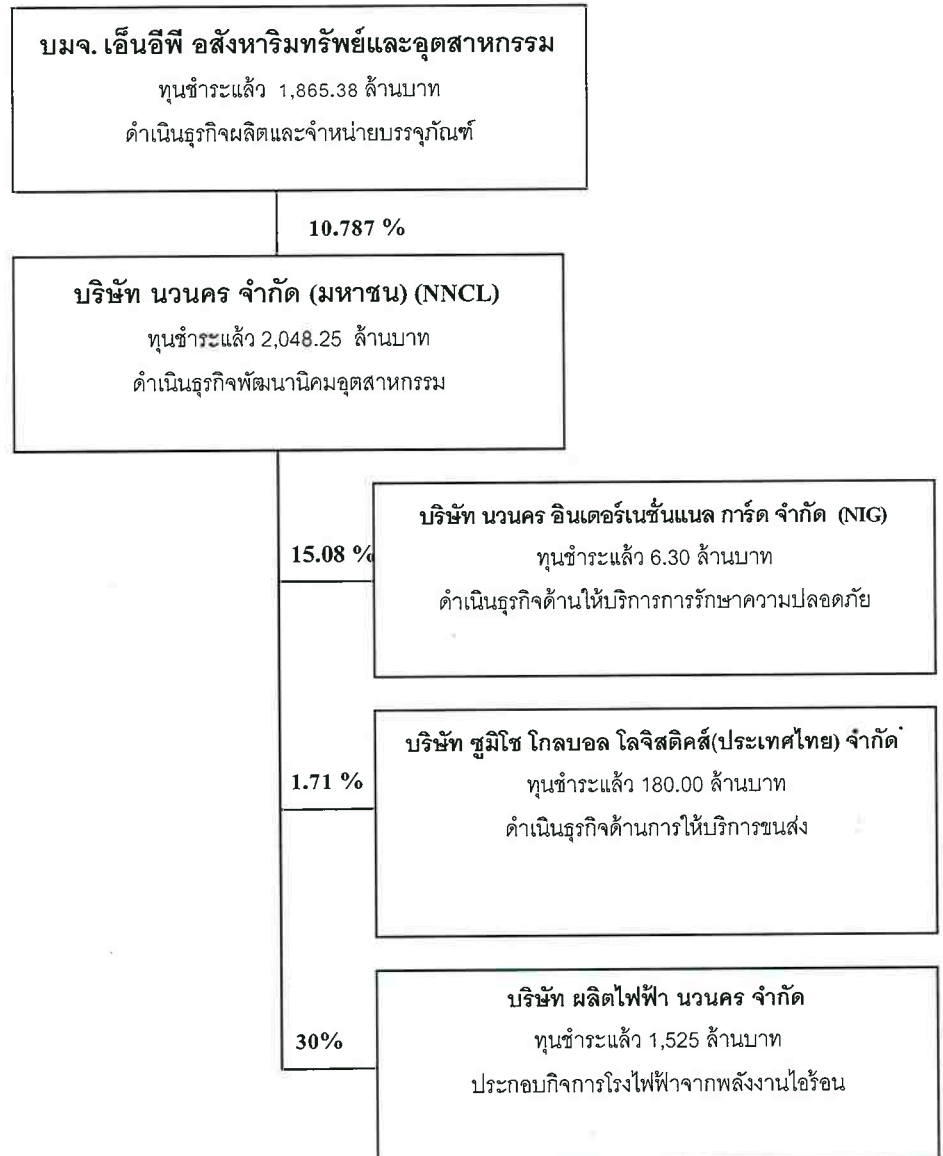 บมจ. เอ็นอีพี อสังหาริมทรัพย์และอุตสาหกรรม
ทุนชำระแล้ว 1,865.38 ล้านบาท
ดำเนินธุรกิจผลิตและจำหน่ายบรรจุภัณฑ์
10.787 %
บริษัท นวนคร จำกัด (มหาชน) (NNCL)
ทุนชำระแล้ว 2,048.25 ล้านบาท
ดำเนินธุรกิจพัฒนานิคมอุตสาหกรรม
15.08 %
บริษัท นวนคร อินเตอร์เนชั่นแนล การ์ด จำกัด (NIG)
ทุนชำระแล้ว 6.30 ล้านบาท
ดำเนินธุรกิจด้านให้บริการการรักษาความปลอดภัย
1.71 %
บริษัท ซูมิโช โกลบอล โลจิสติคส์(ประเทศไทย) จำกัด
ทุนชำระแล้ว 180.00 ล้านบาท
ดำเนินธุรกิจด้านการให้บริการขนส่ง
30%
บริษัท ผลิตไฟฟ้า นวนคร จำกัด
ทุนชำระแล้ว 1,525 ล้านบาท
ประกอบกิจการโรงไฟฟ้าจากพลังงานไอร้อน